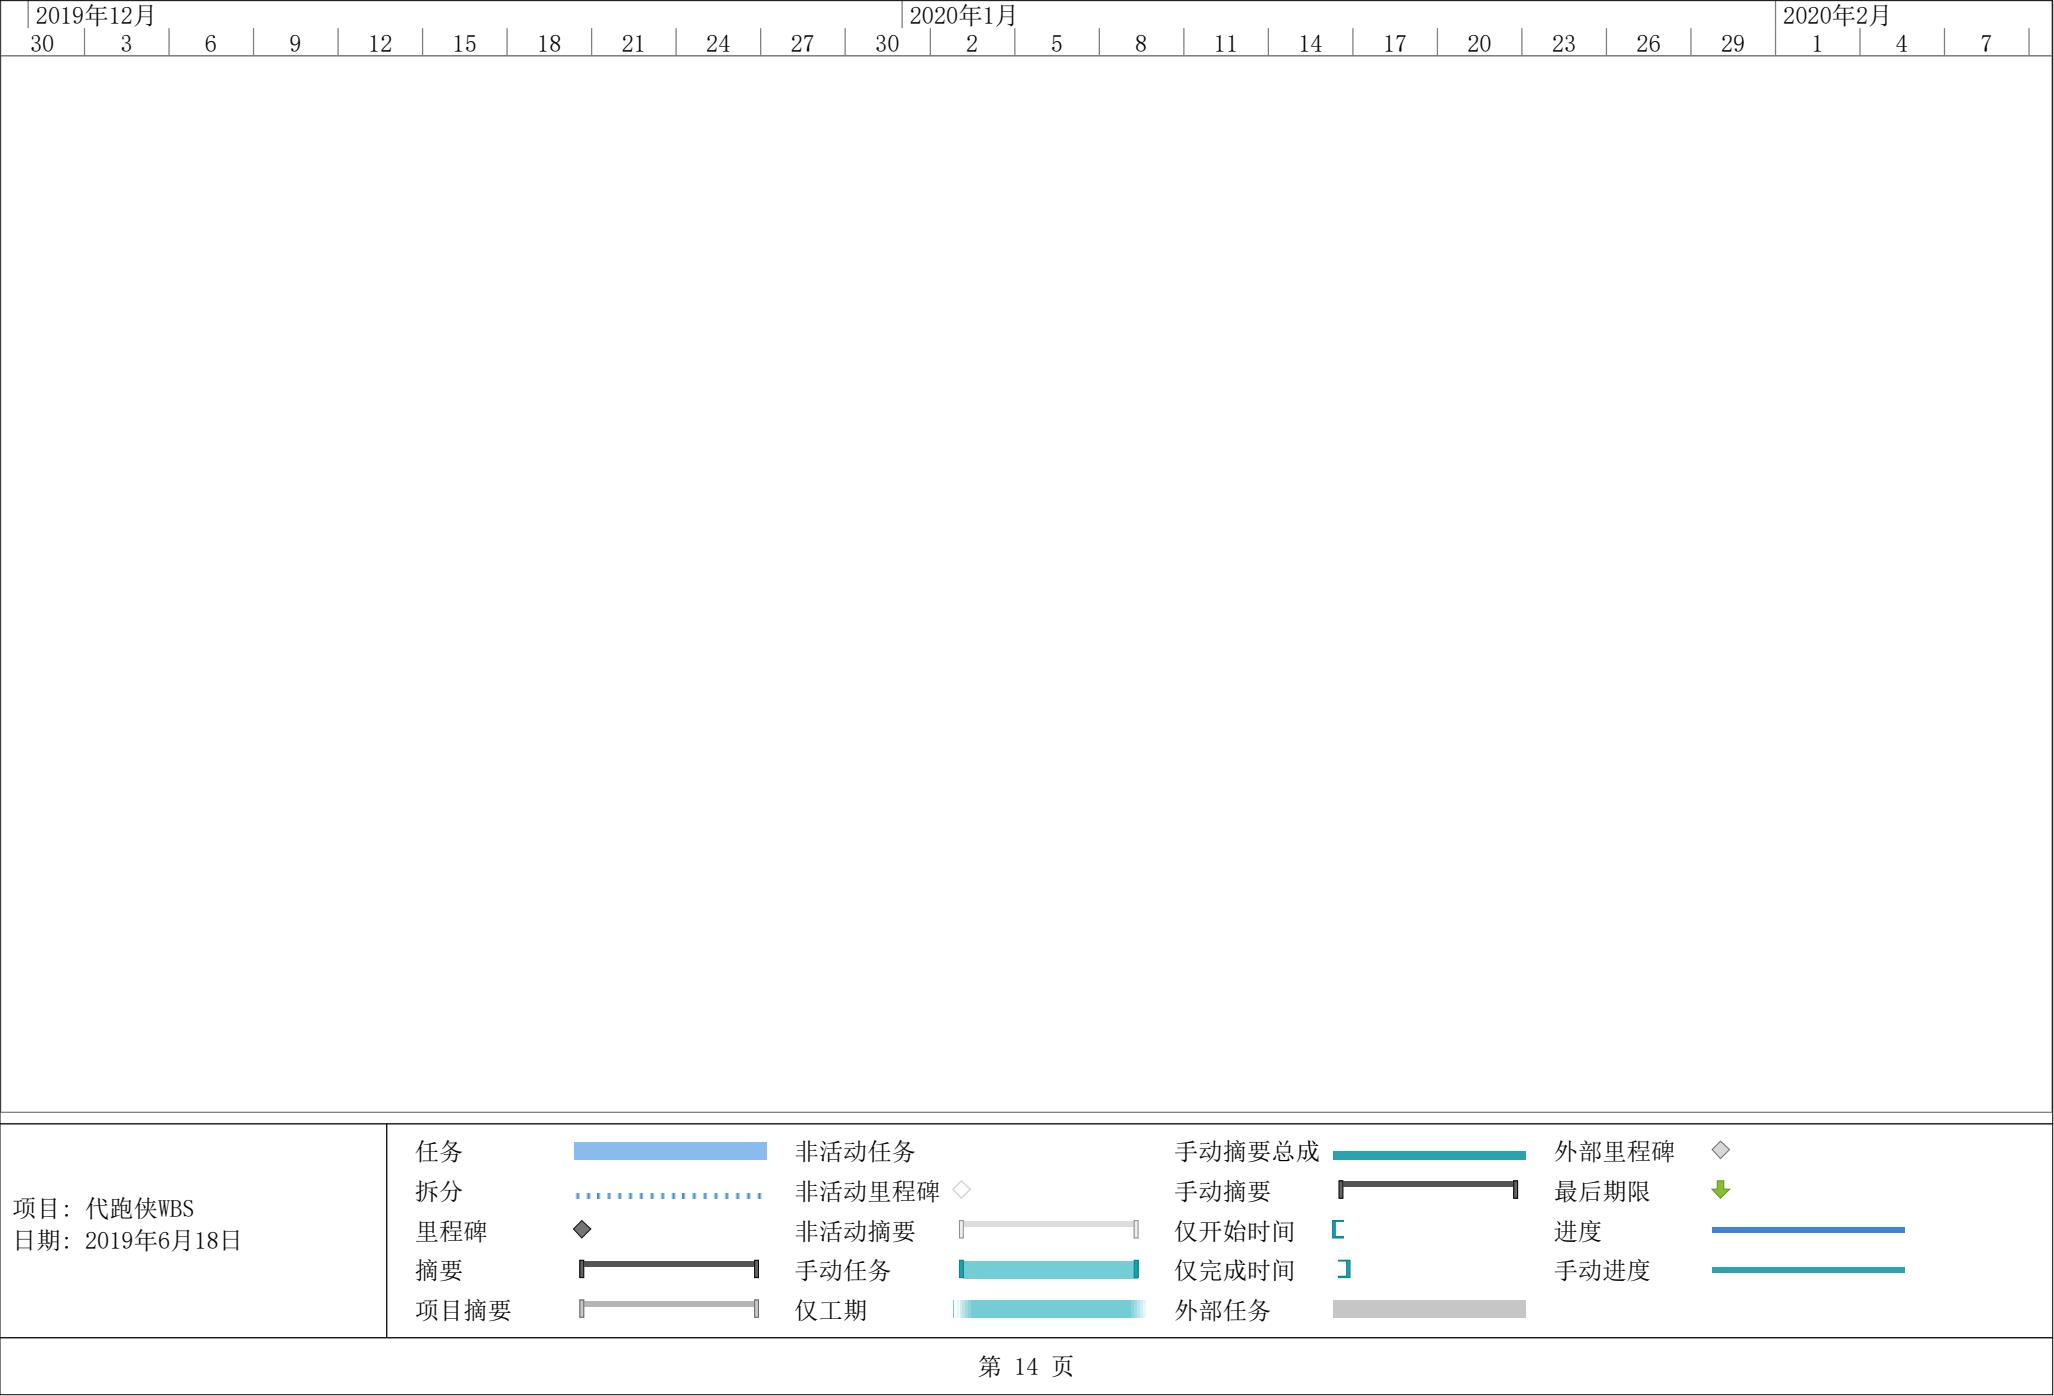 2019年12月 2020年1月 2020年2月
30 3 6 9 12 15 18 21 24 27 30 2 5 8 11 14 17 20 23 26 29 1 4 7
项目: 代跑侠WBS
日期: 2019年6月18日
任务
拆分
里程碑
摘要
项目摘要
非活动任务
非活动里程碑
非活动摘要
手动任务
仅工期
手动摘要总成
手动摘要
仅开始时间
仅完成时间
外部任务
外部里程碑
最后期限
进度
手动进度
第 14 页